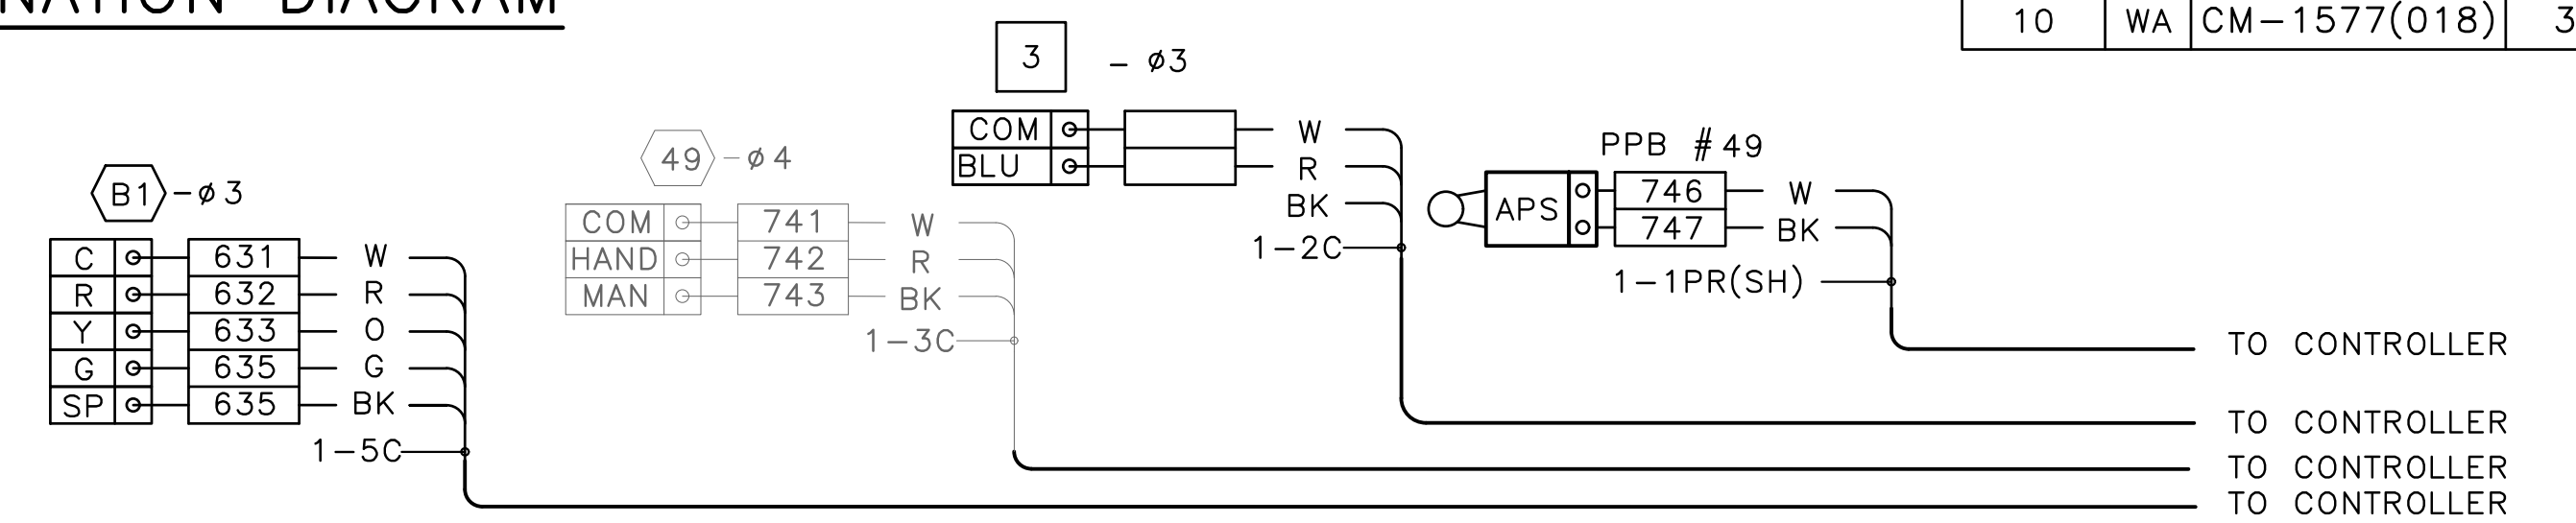 NATION DIAGRAM
10 WA CM-1577(018) 3
3 - ø3
COM W
BLU R
BK
1-2C
PPB #49
APS 746 W
747 BK
1-1PR(SH)
49 - ø4
COM 741 W
HAND 742 R
MAN 743 BK
1-3C
B1 - ø3
C 631 W
R 632 R
Y 633 O
G 635 G
SP 635 BK
1-5C
TO CONTROLLER
TO CONTROLLER
TO CONTROLLER
TO CONTROLLER